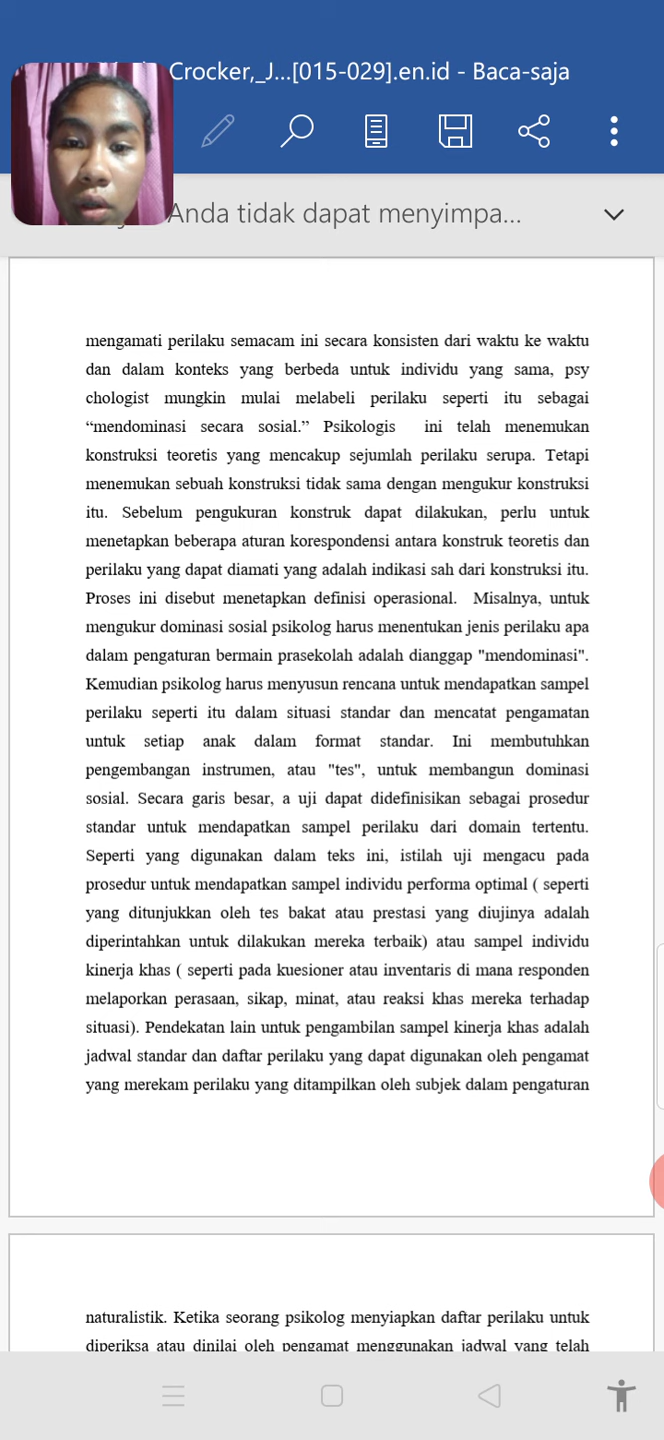 Crocker,_J...[015-029].en.id - Baca-saja
Anda tidak dapat menyimpa...
mengamati perilaku semacam ini secara konsisten dari waktu ke waktu
dan dalam konteks yang berbeda untuk individu yang sama, psy
chologist mungkin mulai melabeli perilaku seperti itu sebagai
“mendominasi secara sosial.” Psikologis ini telah menemukan
konstruksi teoretis yang mencakup sejumlah perilaku serupa. Tetapi
menemukan sebuah konstruksi tidak sama dengan mengukur konstruksi
itu. Sebelum pengukuran konstruk dapat dilakukan, perlu untuk
menetapkan beberapa aturan korespondensi antara konstruk teoretis dan
perilaku yang dapat diamati yang adalah indikasi sah dari konstruksi itu.
Proses ini disebut menetapkan definisi operasional. Misalnya, untuk
mengukur dominasi sosial psikolog harus menentukan jenis perilaku apa
dalam pengaturan bermain prasekolah adalah dianggap "mendominasi".
Kemudian psikolog harus menyusun rencana untuk mendapatkan sampel
perilaku seperti itu dalam situasi standar dan mencatat pengamatan
untuk setiap anak dalam format standar. Ini membutuhkan
pengembangan instrumen, atau "tes", untuk membangun dominasi
sosial. Secara garis besar, a uji dapat didefinisikan sebagai prosedur
standar untuk mendapatkan sampel perilaku dari domain tertentu.
Seperti yang digunakan dalam teks ini, istilah uji mengacu pada
prosedur untuk mendapatkan sampel individu performa optimal ( seperti
yang ditunjukkan oleh tes bakat atau prestasi yang diujinya adalah
diperintahkan untuk dilakukan mereka terbaik) atau sampel individu
kinerja khas ( seperti pada kuesioner atau inventaris di mana responden
melaporkan perasaan, sikap, minat, atau reaksi khas mereka terhadap
situasi). Pendekatan lain untuk pengambilan sampel kinerja khas adalah
jadwal standar dan daftar perilaku yang dapat digunakan oleh pengamat
yang merekam perilaku yang ditampilkan oleh subjek dalam pengaturan
naturalistik. Ketika seorang psikolog menyiapkan daftar perilaku untuk
diperiksa atau dinilai oleh pengamat menggunakan jadwal yang telah